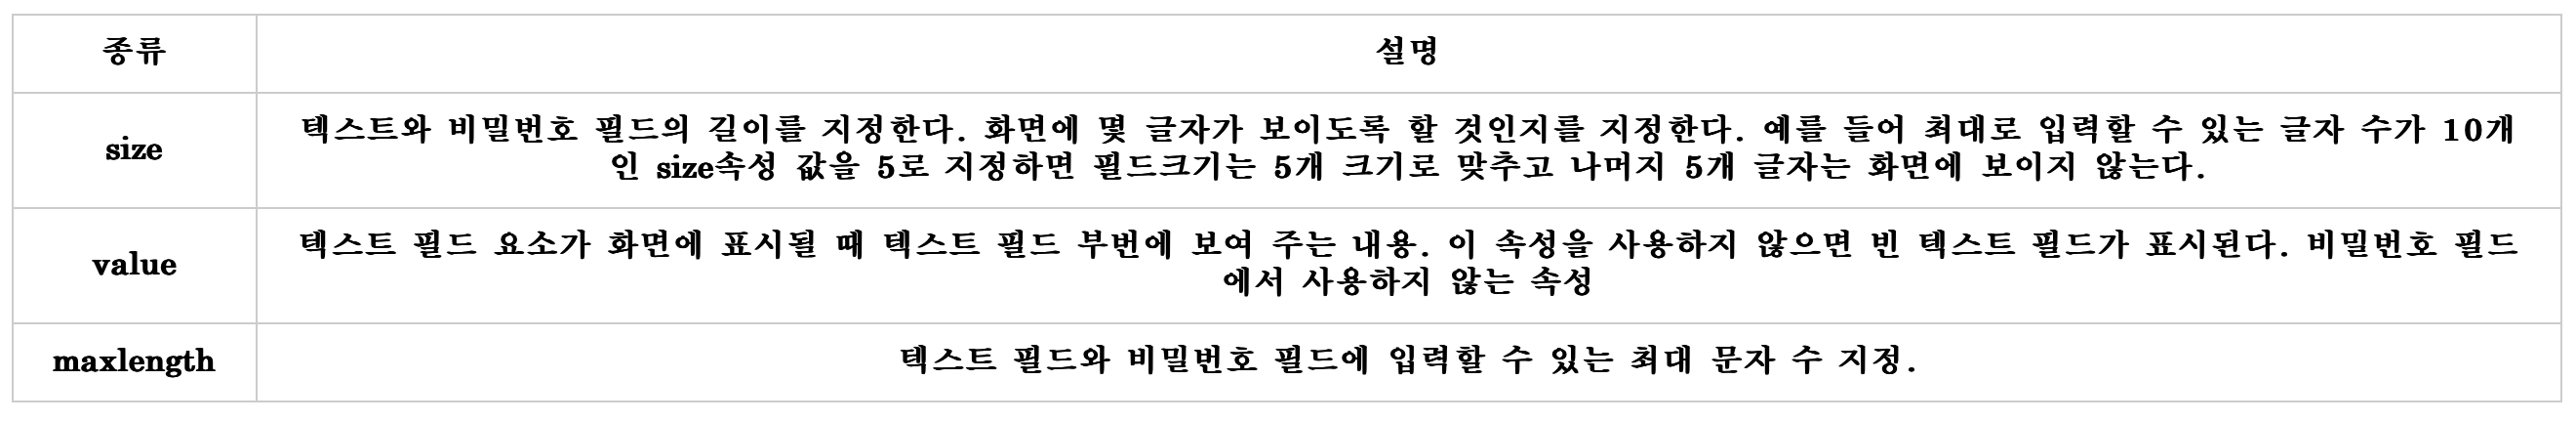 종류
설명
size
텍스트와 비밀번호 필드의 길이를 지정한다. 화면에 몇 글자가 보이도록 할 것인지를 지정한다. 예를 들어 최대로 입력할 수 있는 글자 수가 10개
인 size속성 값을 5로 지정하면 필드크기는 5개 크기로 맞추고 나머지 5개 글자는 화면에 보이지 않는다.
value
텍스트 필드 요소가 화면에 표시될 때 텍스트 필드 부번에 보여 주는 내용. 이 속성을 사용하지 않으면 빈 텍스트 필드가 표시된다. 비밀번호 필드
에서 사용하지 않는 속성
maxlength
텍스트 필드와 비밀번호 필드에 입력할 수 있는 최대 문자 수 지정.